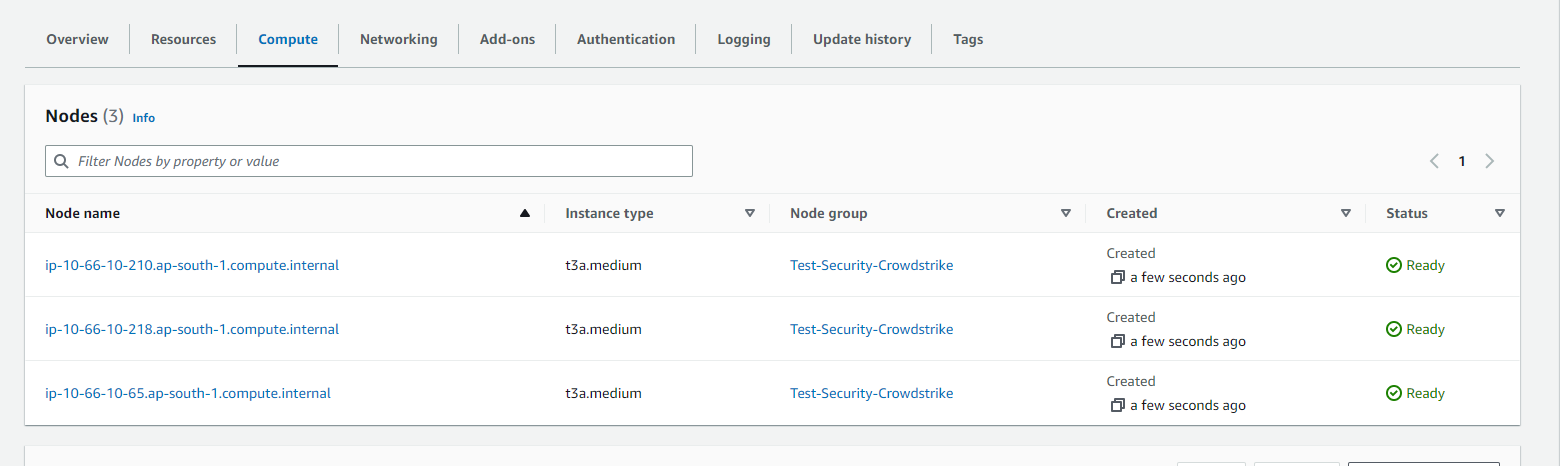 Overview Resources Compute Networking Add-ons Authentication Logging Update history Tags
Nodes (3) Info
Filter Nodes by property or value 1
Node name Instance type Node group Created Status
Created
ip-10-66-10-210.ap-south-1.compute.internal t3a.medium Test-Security-Crowdstrike a few seconds ago Ready
Created
ip-10-66-10-218.ap-south-1.compute.internal t3a.medium Test-Security-Crowdstrike a few seconds ago Ready
Created
ip-10-66-10-65.ap-south-1.compute.internal t3a.medium Test-Security-Crowdstrike a few seconds ago Ready